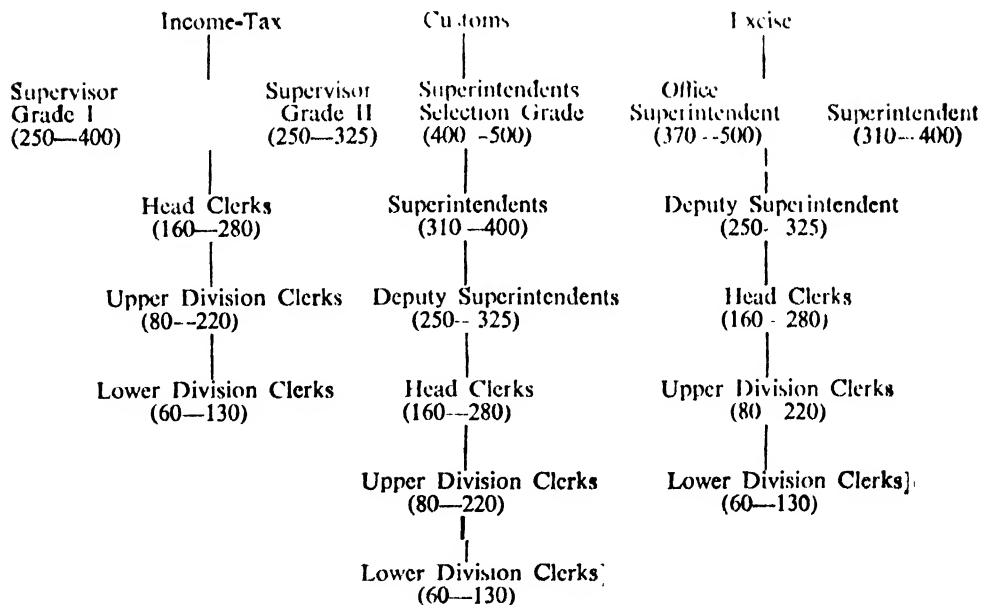 Income-Tax Customs Excise
Supervisor Supervisor Superintendents Office
Grade I Grade II Selection Grade Superintendent Superintendent
(250—400) (250—325) (400 -500) (370--500) (310--400)
Head Clerks Superintendents Deputy Superintendent
(160—280) (310 —400) (250- 325)
Upper Division Clerks Deputy Superintendents Head Clerks
(80--220) (250-- 325) (160 - 280)
Lower Division Clerks Head Clerks Upper Division Clerks
(60—130) (160---280) (80 220)
Upper Division Clerks Lower Division Clerks]
(80—220) (60—130)
Lower Division Clerks]
(60—130)